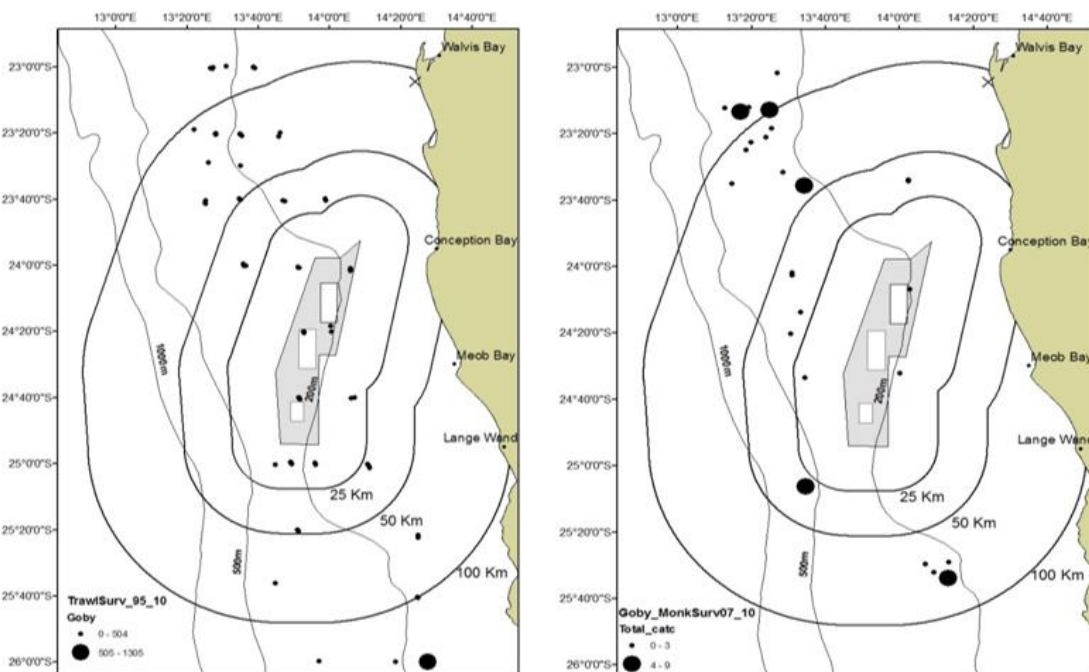 13°0'0"E 13°20'0"E 13°40'0"E 14°0'0"E 14°20'0"E 14°40'0"E
Walvis Bay
23°0'0"S
23°20'0"S
23°40'0"S
Conception Bay
24°0'0"S
24°20'0"S
1000m
Meob Bay
200m
24°40'0"S
Lange Wand
25°0'0"S
25 Km
50 Km
25°20'0"S
500m
100 Km
25°40'0"S
TrawlSurv_95_10
Goby
0 - 504
505 - 1305
26°0'0"S
13°0'0"E 13°20'0"E 13°40'0"E 14°0'0"E 14°20'0"E 14°40'0"E
Walvis Bay
23°0'0"S
23°20'0"S
23°40'0"S
Conception Bay
24°0'0"S
24°20'0"S
1000m
Meob Bay
200m
24°40'0"S
Lange Wand
25°0'0"S
25 Km
50 Km
25°20'0"S
500m
100 Km
25°40'0"S
Goby_MonkSurv07_10
Total_catc
0 - 3
4 - 9
26°0'0"S